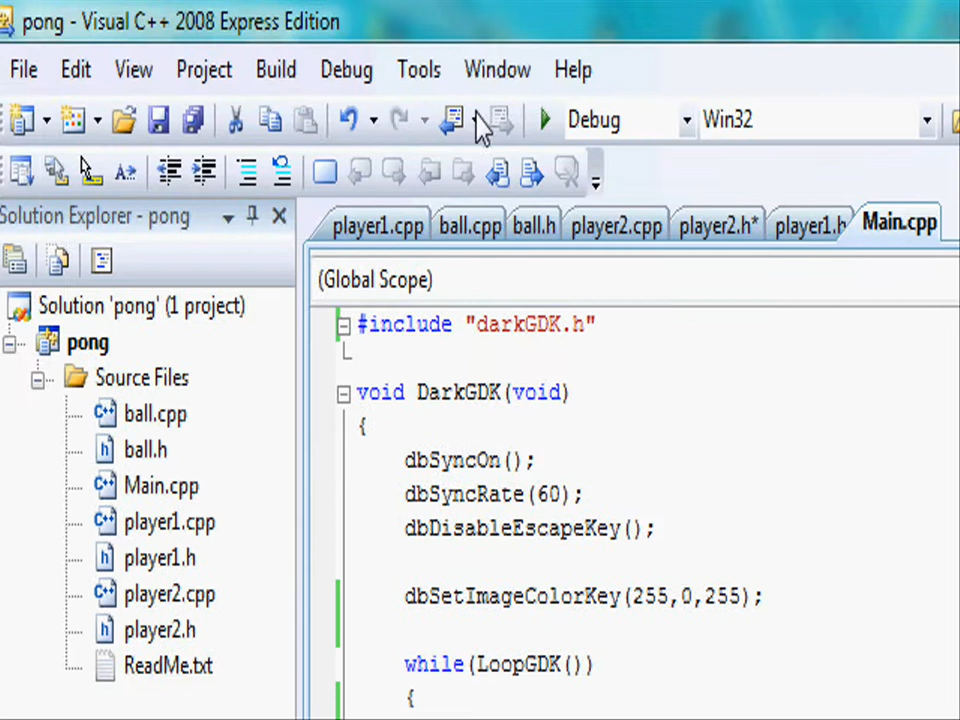 pong - Visual C++ 2008 Express Edition
File Edit View Project Build Debug Tools Window Help
Debug Win32
Solution Explorer - pong
player1.cpp ball.cpp ball.h player2.cpp player2.h* player1.h Main.cpp
(Global Scope)
Solution 'pong' (1 project)
pong
Source Files
ball.cpp
ball.h
Main.cpp
player1.cpp
player1.h
player2.cpp
player2.h
ReadMe.txt
#include "darkGDK.h"
void DarkGDK(void)
{
dbSyncOn();
dbSyncRate(60);
dbDisableEscapeKey();
dbSetImageColorKey(255,0,255);
while(LoopGDK())
{